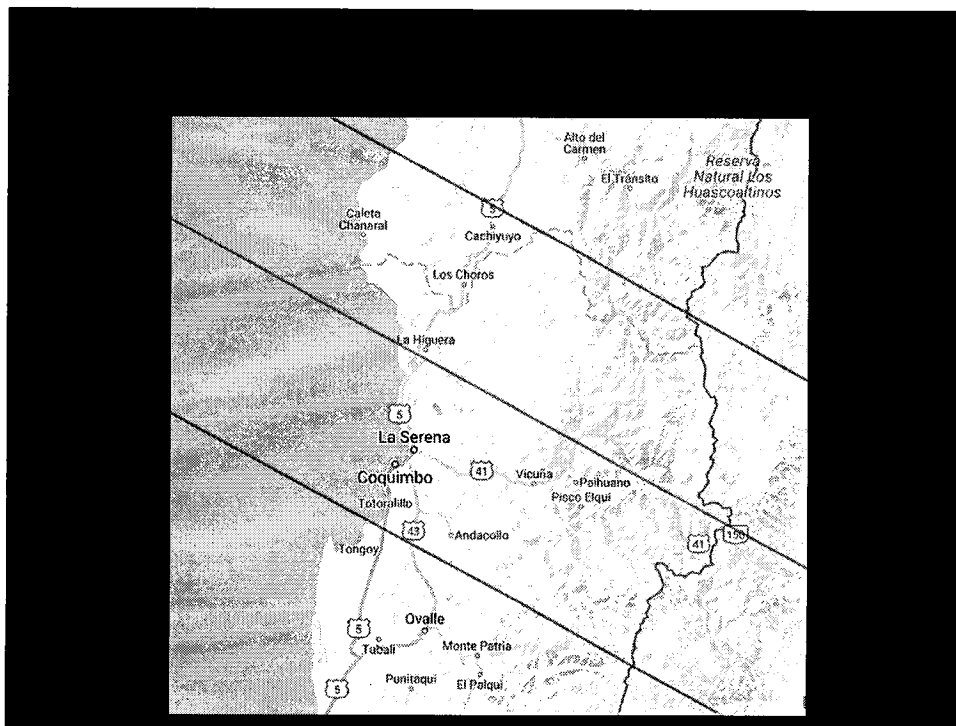 Alto del
Carmen
Reserva
Natural Los
Huascoaltinos
El Tránsito
5
Caleta
Chanaral
Cachiyuyo
Los Choros
La Higuera
5
La Serena
Coquimbo
41
Vicuña
Paihuano
Pisco Elqui
Totoralillo
43
Andacollo
41
150
Tongoy
Ovalle
5
Tubali
Monte Patria
Punitaqui
El Palqui
5